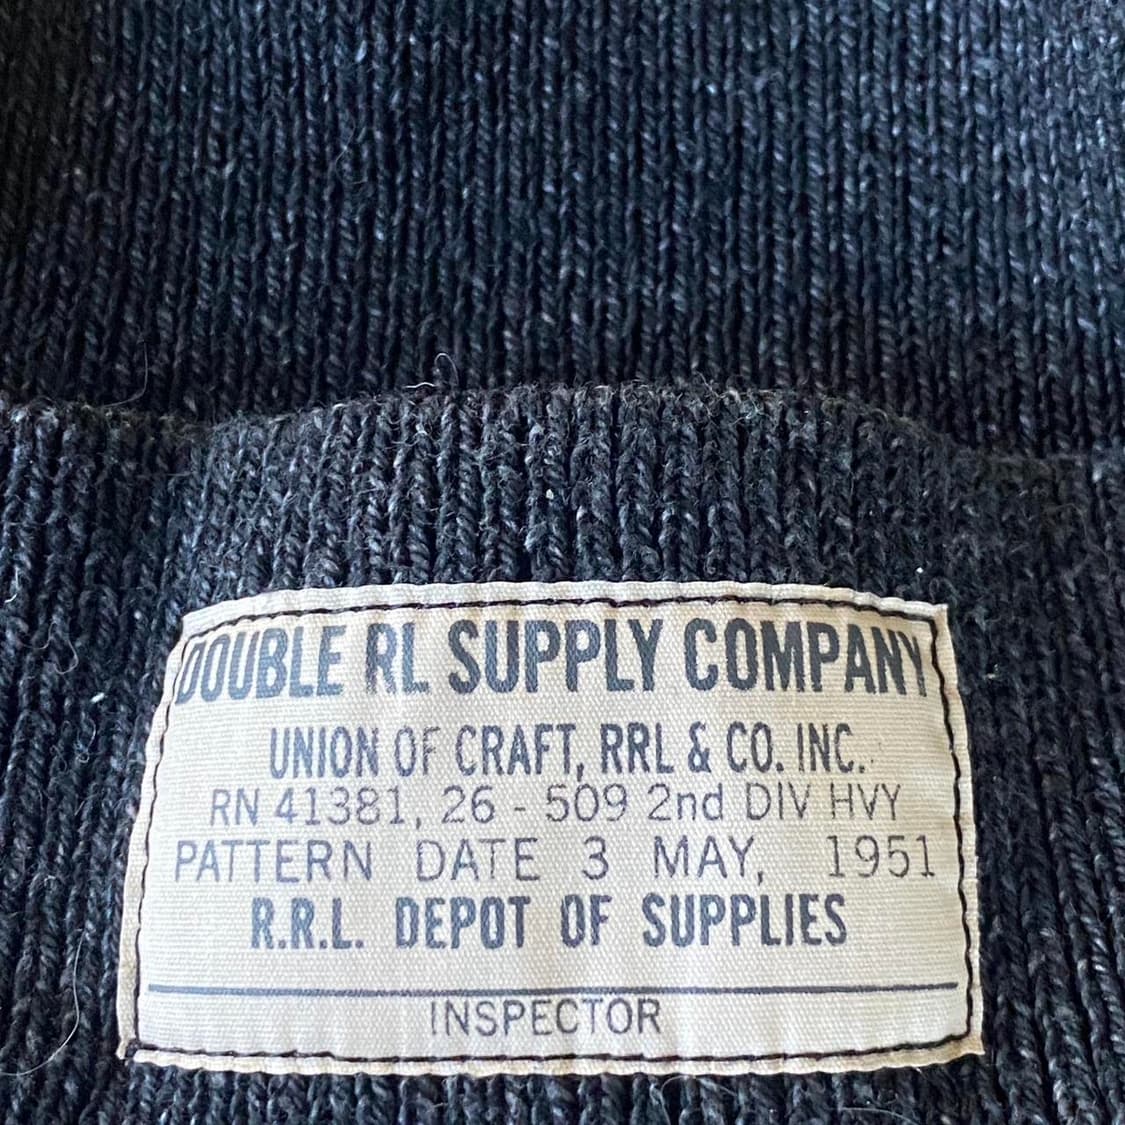 DOUBLE RL SUPPLY COMPANY
UNION OF CRAFT, RRL & CO. INC.
RN 41381, 26 - 509 2nd DIV HVY
PATTERN DATE 3 MAY, 1951
R.R.L. DEPOT OF SUPPLIES
INSPECTOR